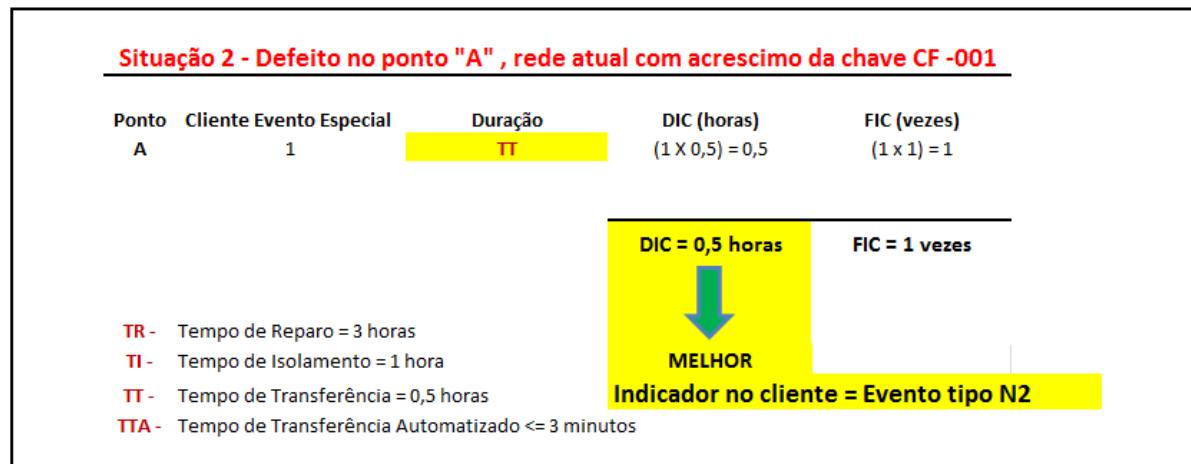 Situação 2 - Defeito no ponto "A" , rede atual com acrescimo da chave CF -001
Ponto Cliente Evento Especial Duração DIC (horas) FIC (vezes)
A 1 TT (1 X 0,5) = 0,5 (1 x 1) = 1
DIC = 0,5 horas FIC = 1 vezes
TR - Tempo de Reparo = 3 horas
TI - Tempo de Isolamento = 1 hora MELHOR
TT - Tempo de Transferência = 0,5 horas Indicador no cliente = Evento tipo N2
TTA - Tempo de Transferência Automatizado <= 3 minutos